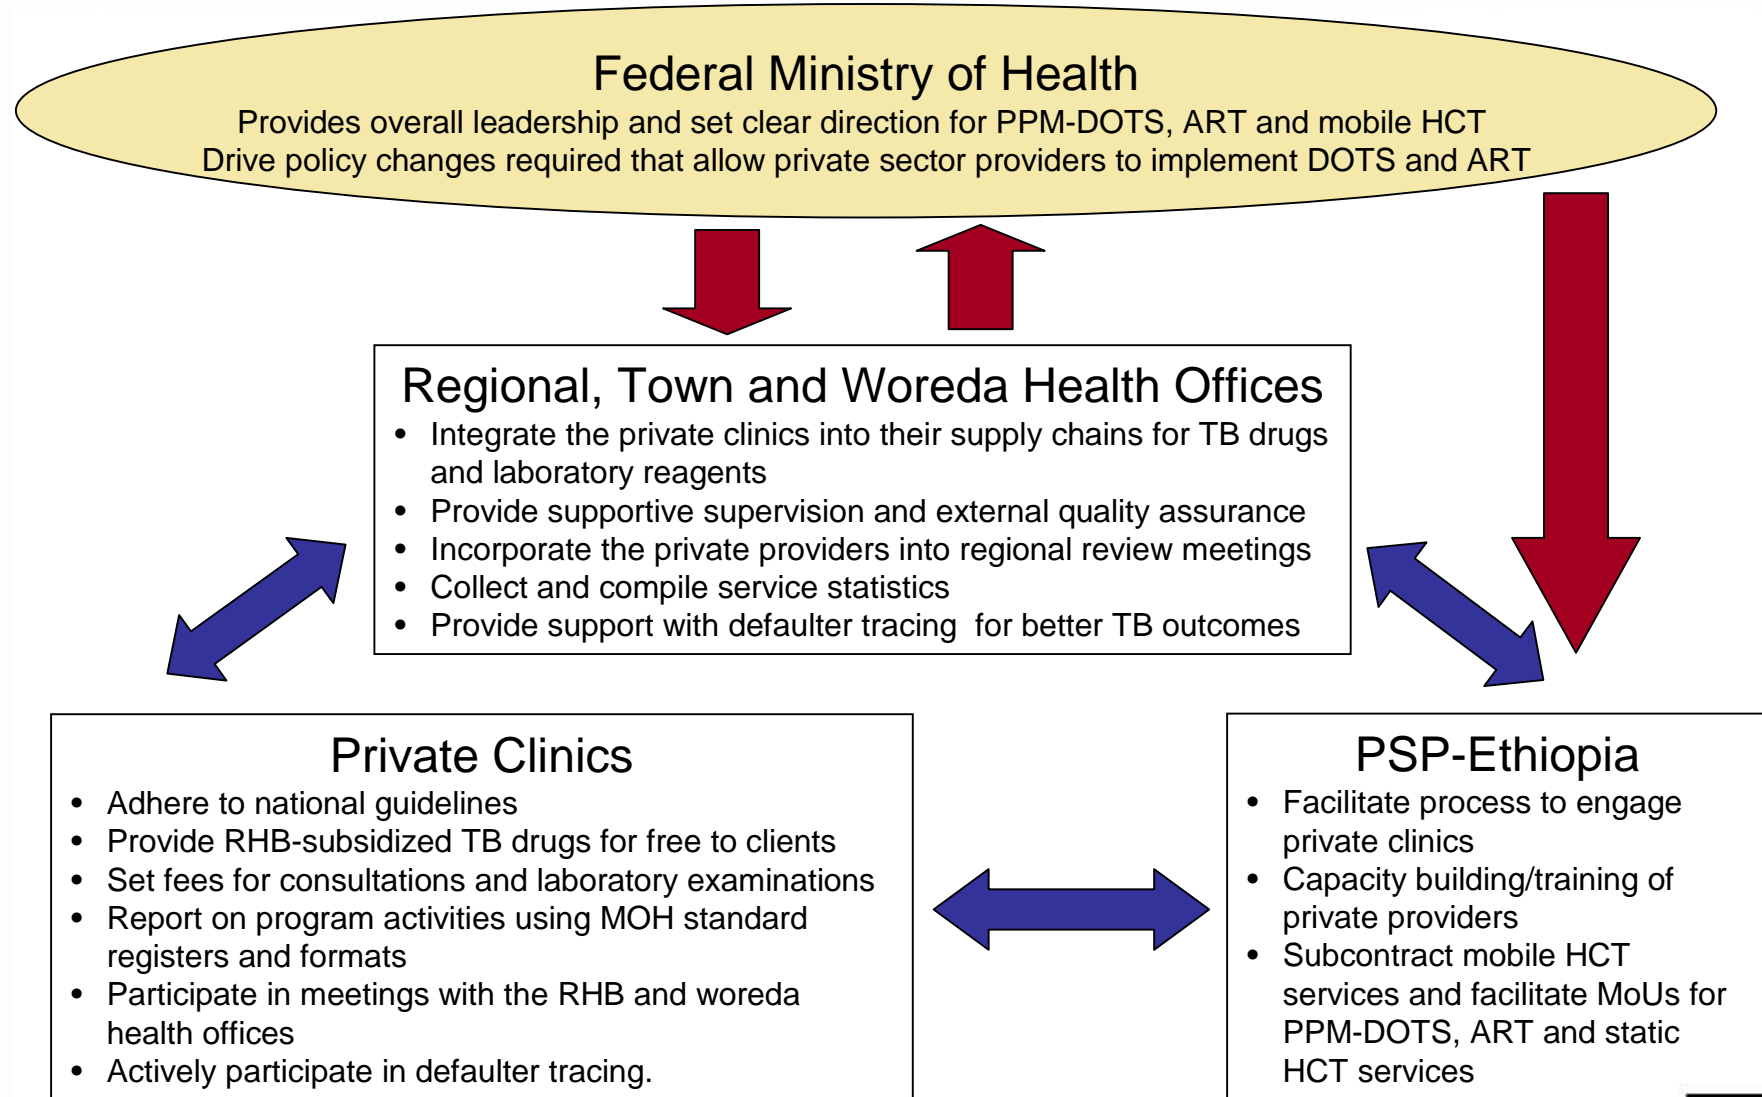 Federal Ministry of Health
Provides overall leadership and set clear direction for PPM-DOTS, ART and mobile HCT
Drive policy changes required that allow private sector providers to implement DOTS and ART
Regional, Town and Woreda Health Offices
• Integrate the private clinics into their supply chains for TB drugs
and laboratory reagents
• Provide supportive supervision and external quality assurance
• Incorporate the private providers into regional review meetings
• Collect and compile service statistics
• Provide support with defaulter tracing for better TB outcomes
Private Clinics
• Adhere to national guidelines
• Provide RHB-subsidized TB drugs for free to clients
• Set fees for consultations and laboratory examinations
• Report on program activities using MOH standard
registers and formats
• Participate in meetings with the RHB and woreda
health offices
• Actively participate in defaulter tracing.
PSP-Ethiopia
• Facilitate process to engage
private clinics
• Capacity building/training of
private providers
• Subcontract mobile HCT
services and facilitate MoUs for
PPM-DOTS, ART and static
HCT services